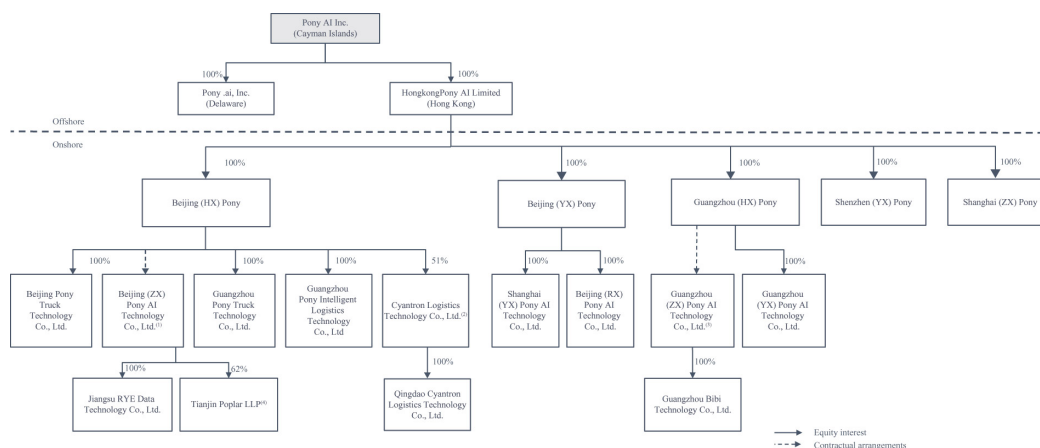 Pony AI Inc.
(Cayman Islands)
100%
100%
Pony .ai, Inc.
(Delaware)
HongkongPony AI Limited
(Hong Kong)
Offshore
Onshore
100%
100%
100%
100%
100%
Beijing (HX) Pony
Beijing (YX) Pony
Guangzhou (HX) Pony
Shenzhen (YX) Pony
Shanghai (ZX) Pony
100%
100%
100%
51%
100%
100%
100%
Beijing Pony
Truck
Technology
Co., Ltd.
Beijing (ZX)
Pony AI
Technology
Co., Ltd.(1)
Guangzhou
Pony Truck
Technology
Co., Ltd.
Guangzhou
Pony Intelligent
Logistics
Technology
Co., Ltd
Cyantron Logistics
Technology Co., Ltd.(2)
Shanghai
(YX) Pony AI
Technology
Co., Ltd.
Beijing (RX)
Pony AI
Technology
Co., Ltd.
Guangzhou
(ZX) Pony AI
Technology
Co., Ltd.(3)
Guangzhou
(YX) Pony AI
Technology
Co., Ltd.
100%
62%
100%
100%
Jiangsu RYE Data
Technology Co., Ltd.
Tianjin Poplar LLP(4)
Qingdao Cyantron
Logistics Technology
Co., Ltd.
Guangzhou Bibi
Technology Co., Ltd.
Equity interest
Contractual arrangements